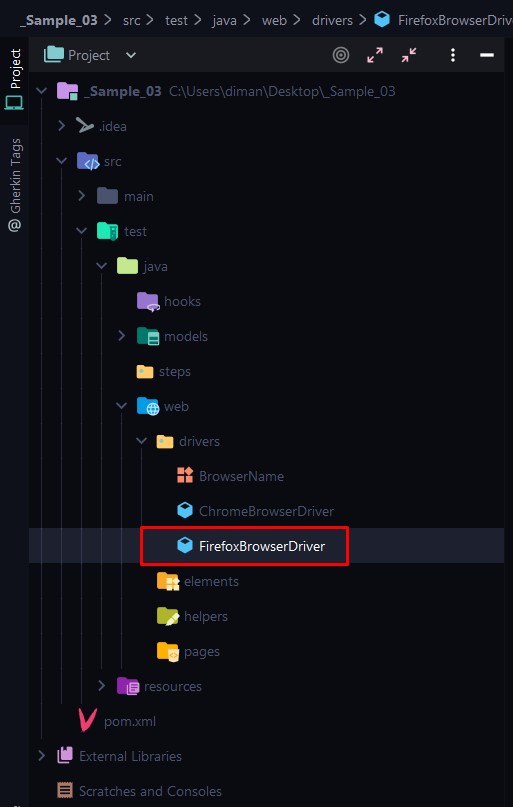 _Sample_03 > src > test > java > web > drivers > FirefoxBrowserDriv
Project
Project
Gherkin Tags
_Sample_03 C:\Users\diman\Desktop\_Sample_03
.idea
src
main
test
java
hooks
models
steps
web
drivers
BrowserName
ChromeBrowserDriver
FirefoxBrowserDriver
elements
helpers
pages
resources
pom.xml
External Libraries
Scratches and Consoles